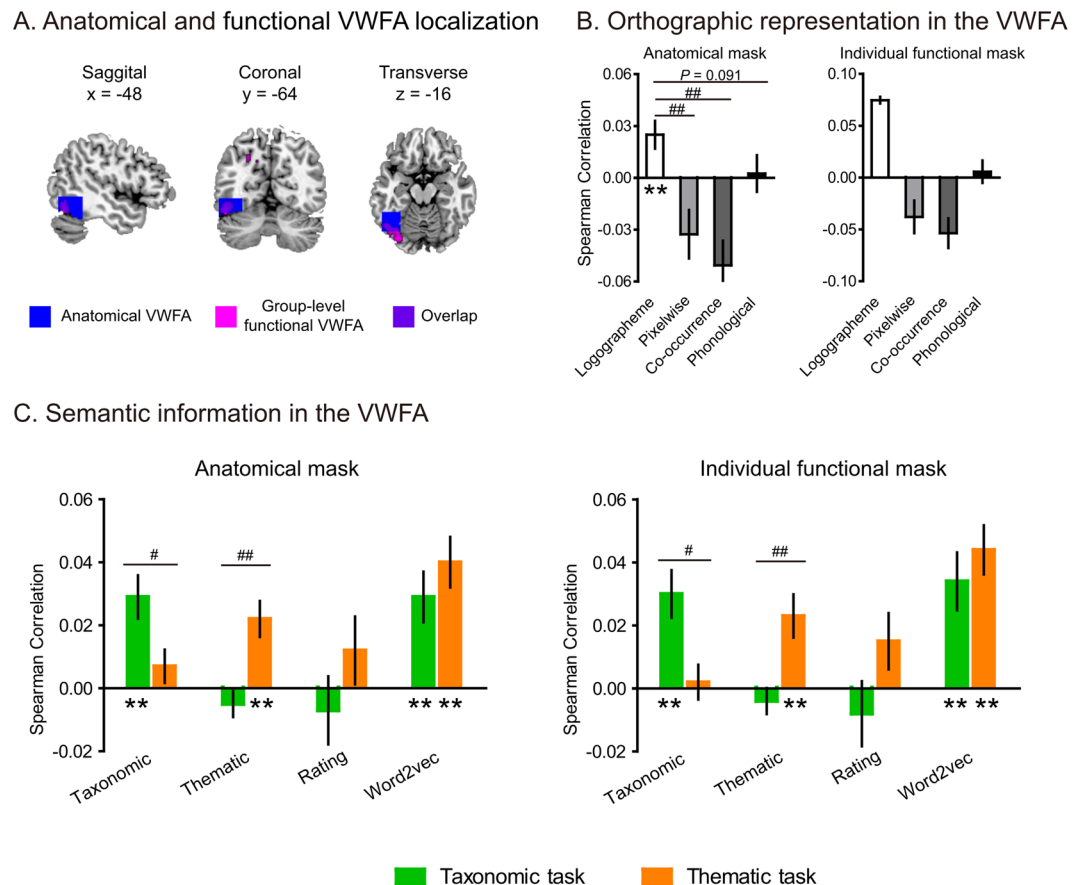 A. Anatomical and functional VWFA localization
Saggital
x = -48
Coronal
y = -64
Transverse
z = -16
Anatomical VWFA
Group-level
functional VWFA
Overlap
B. Orthographic representation in the VWFA
Anatomical mask
Spearman Correlation
0.06
0.03
0.00
-0.03
-0.06
P = 0.091
##
##
**
Logographeme
Pixelwise
Co-occurrence
Phonological
Individual functional mask
0.10
0.05
0.00
-0.05
-0.10
Logographeme
Pixelwise
Co-occurrence
Phonological
C. Semantic information in the VWFA
Anatomical mask
Spearman Correlation
0.06
0.04
0.02
0.00
-0.02
#
##
**
**
** **
Taxonomic
Thematic
Rating
Word2vec
Individual functional mask
Spearman Correlation
0.06
0.04
0.02
0.00
-0.02
#
##
**
**
** **
Taxonomic
Thematic
Rating
Word2vec
Taxonomic task
Thematic task